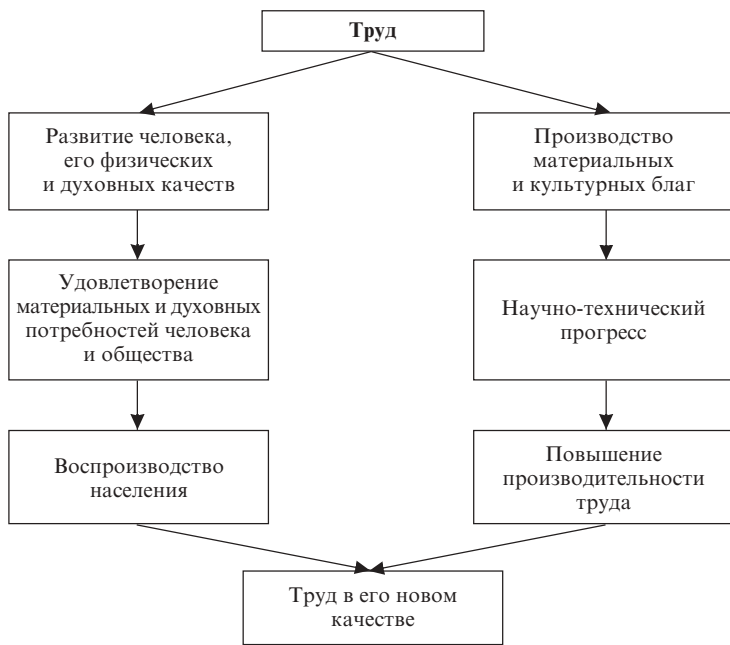 Труд
Развитие человека,
его физических
и духовных качеств
Производство
материальных
и культурных благ
Удовлетворение
материальных и духовных
потребностей человека
и общества
Научно-технический
прогресс
Воспроизводство
населения
Повышение
производительности
труда
Труд в его новом
качестве